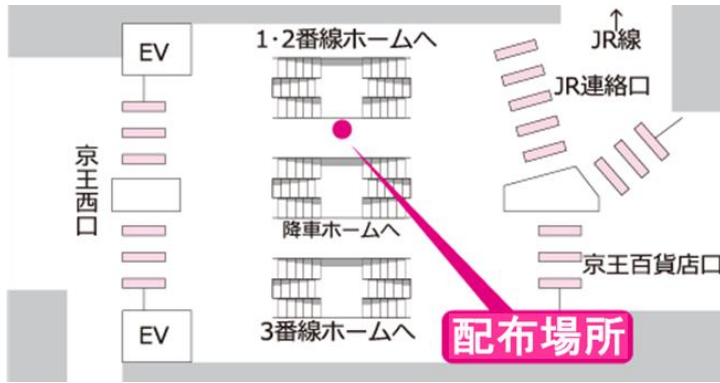 EV
1・2番線ホームへ
JR線
JR連絡口
京王西口
降車ホームへ
京王百貨店口
EV
3番線ホームへ
配布場所